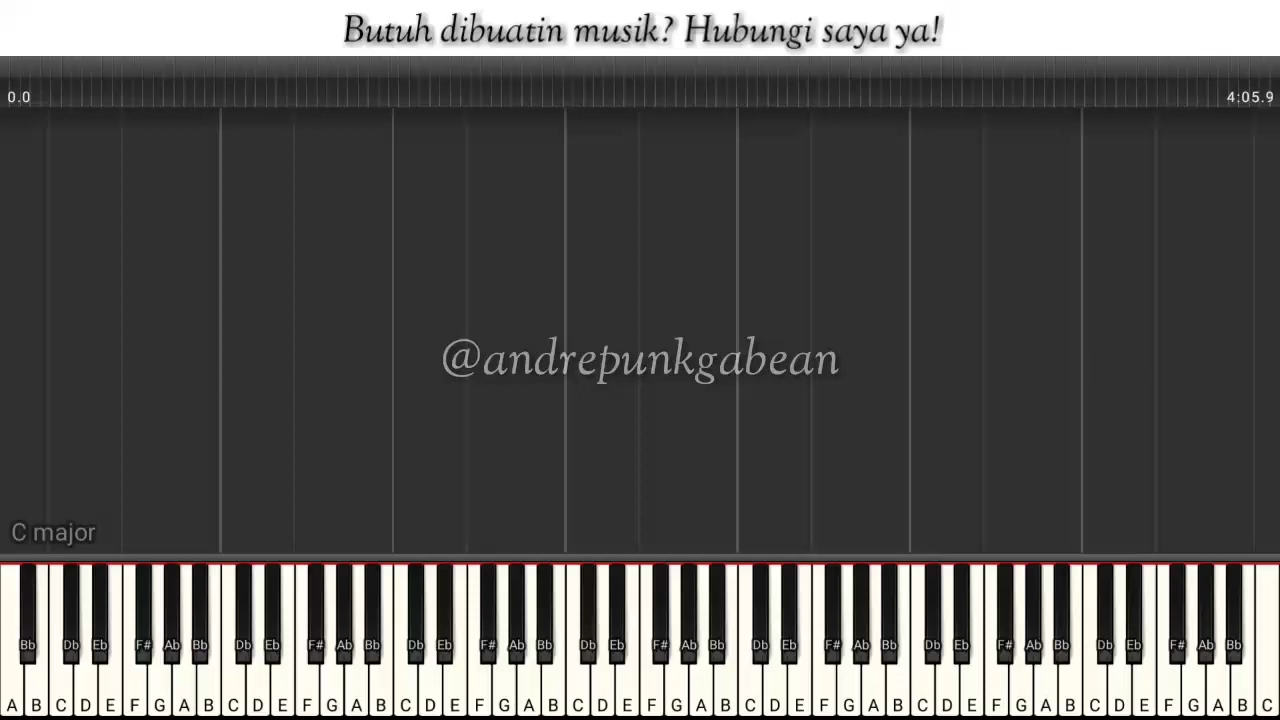 Butuh dibuatin musik? Hubungi saya ya!
0.0 4:05.9
@andrepunkgabean
C major
Bb Db Eb F# Ab Bb Db Eb F# Ab Bb Db Eb F# Ab Bb Db Eb F# Ab Bb Db Eb F# Ab Bb Db Eb F# Ab Bb Db Eb F# Ab Bb
A B C D E F G A B C D E F G A B C D E F G A B C D E F G A B C D E F G A B C D E F G A B C D E F G A B C